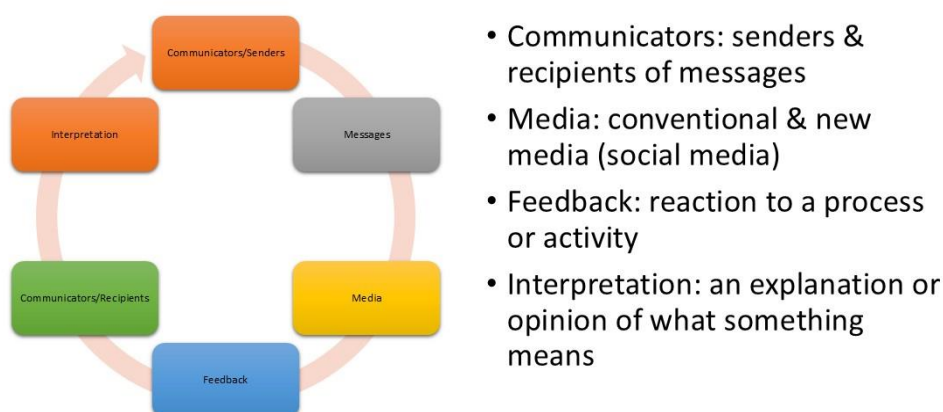 Communicators/Senders
Messages
Media
Feedback
Communicators/Recipients
Interpretation
• Communicators: senders &
recipients of messages
• Media: conventional & new
media (social media)
• Feedback: reaction to a process
or activity
• Interpretation: an explanation or
opinion of what something
means